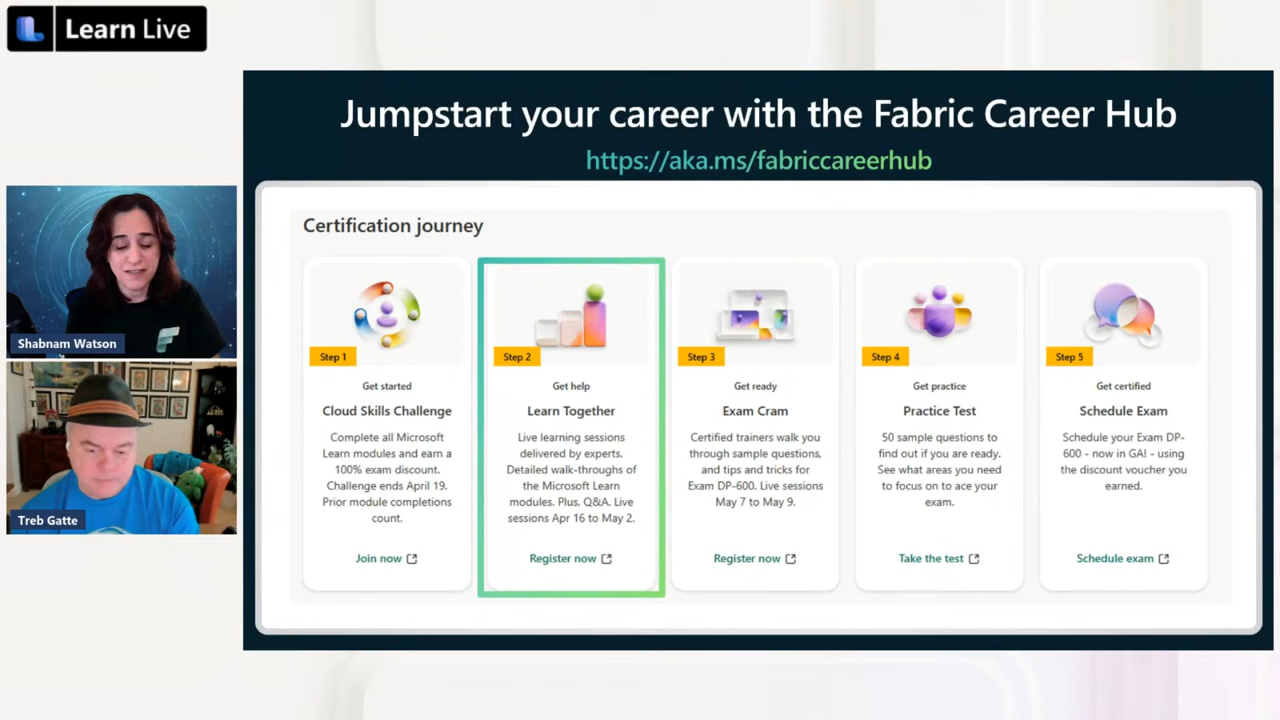 Learn Live
Jumpstart your career with the Fabric Career Hub
https://aka.ms/fabriccareerhub
Certification journey
Step 1
Get started
Cloud Skills Challenge
Complete all Microsoft
Learn modules and earn a
100% exam discount.
Challenge ends April 19.
Prior module completions
count.
Join now
Step 2
Get help
Learn Together
Live learning sessions
delivered by experts.
Detailed walk-throughs of
the Microsoft Learn
modules. Plus, Q&A. Live
sessions Apr 16 to May 2.
Register now
Step 3
Get ready
Exam Cram
Certified trainers walk you
through sample questions,
and tips and tricks for
Exam DP-600. Live sessions
May 7 to May 9.
Register now
Step 4
Get practice
Practice Test
50 sample questions to
find out if you are ready.
See what areas you need
to focus on to ace your
exam.
Take the test
Step 5
Get certified
Schedule Exam
Schedule your Exam DP-
600 - now in GA! - using
the discount voucher you
earned.
Schedule exam
Shabnam Watson
Treb Gatte